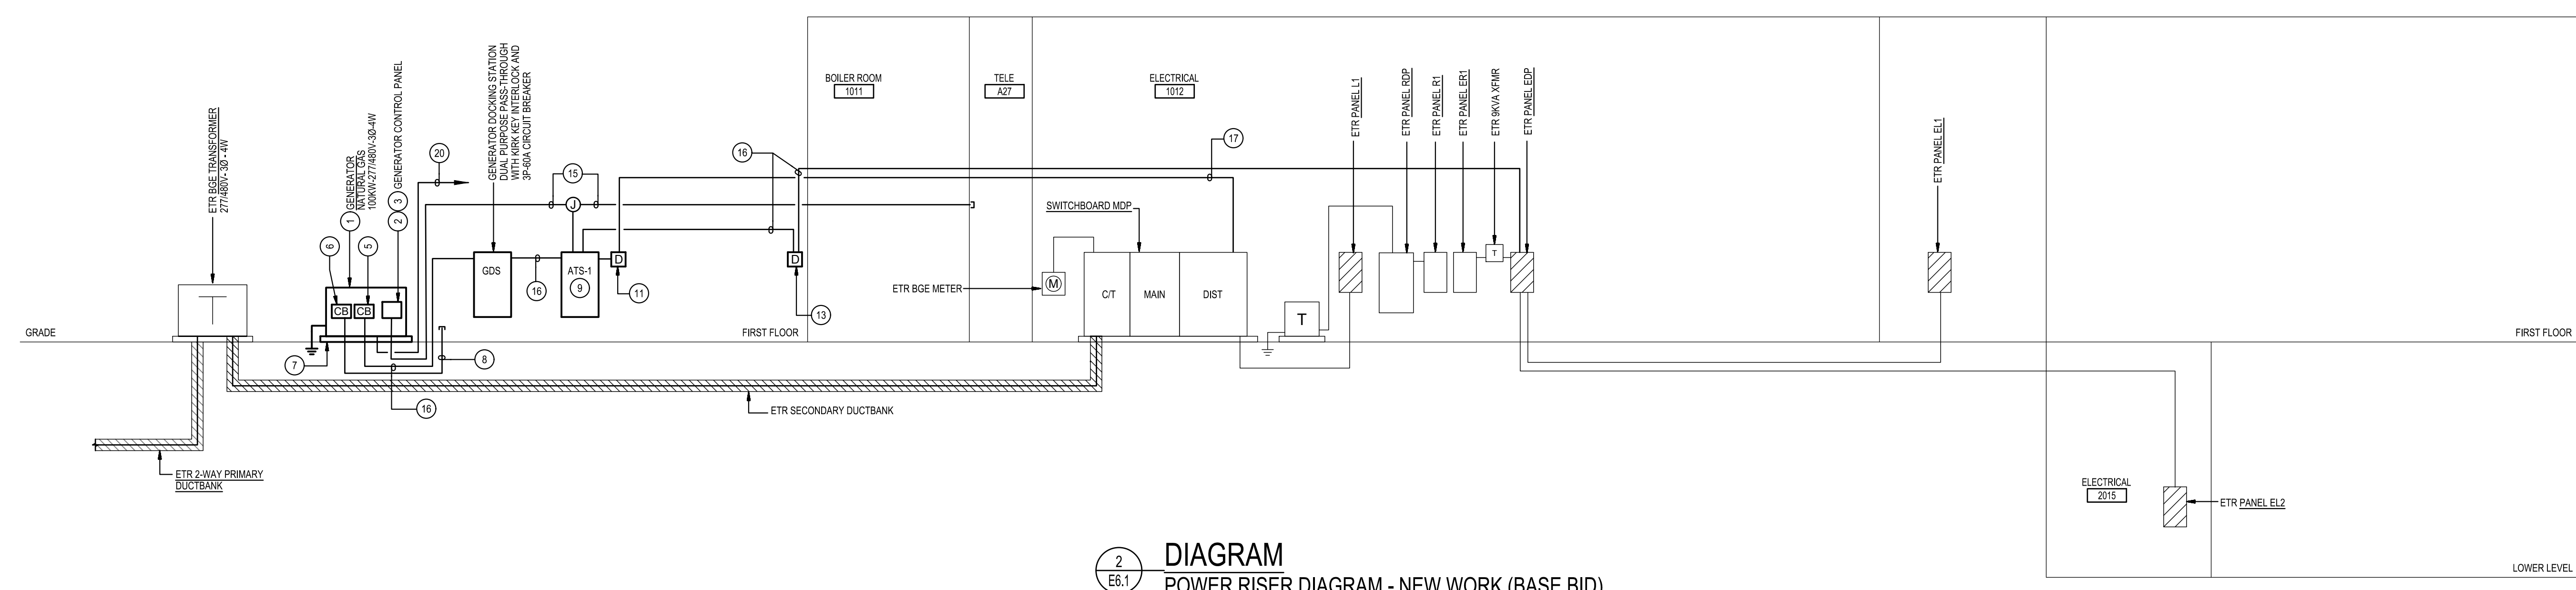 ETR BGE TRANSFORMER
277/480V- 3Ø - 4W
GENERATOR
NATURAL GAS
100KW-277/480V-3Ø-4W
GENERATOR CONTROL PANEL
1
2
3
6
5
20
GENERATOR DOCKING STATION
DUAL PURPOSE PASS-THROUGH
WITH KIRK KEY INTERLOCK AND
3P-60A CIRCUIT BREAKER
15
J
16
BOILER ROOM
1011
TELE
A27
ELECTRICAL
1012
17
ETR PANEL L1
ETR PANEL RDP
ETR PANEL R1
ETR PANEL ER1
ETR 9KVA XFMR
ETR PANEL EDP
ETR PANEL EL1
SWITCHBOARD MDP
T
CB
CB
GDS
16
ATS-1
9
D
11
D
13
ETR BGE METER
M
C/T
MAIN
DIST
T
T
GRADE
FIRST FLOOR
FIRST FLOOR
7
8
16
ETR SECONDARY DUCTBANK
ETR 2-WAY PRIMARY
DUCTBANK
ELECTRICAL
2015
ETR PANEL EL2
LOWER LEVEL
2
E6.1
DIAGRAM
POWER RISER DIAGRAM - NEW WORK (BASE BID)